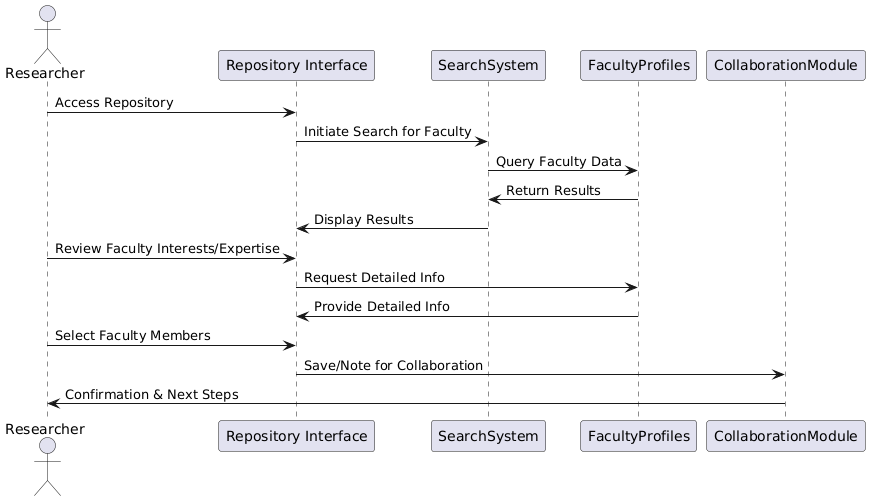 Researcher
Repository Interface
SearchSystem
FacultyProfiles
CollaborationModule
Access Repository
Initiate Search for Faculty
Query Faculty Data
Return Results
Display Results
Review Faculty Interests/Expertise
Request Detailed Info
Provide Detailed Info
Select Faculty Members
Save/Note for Collaboration
Confirmation & Next Steps
Researcher
Repository Interface
SearchSystem
FacultyProfiles
CollaborationModule